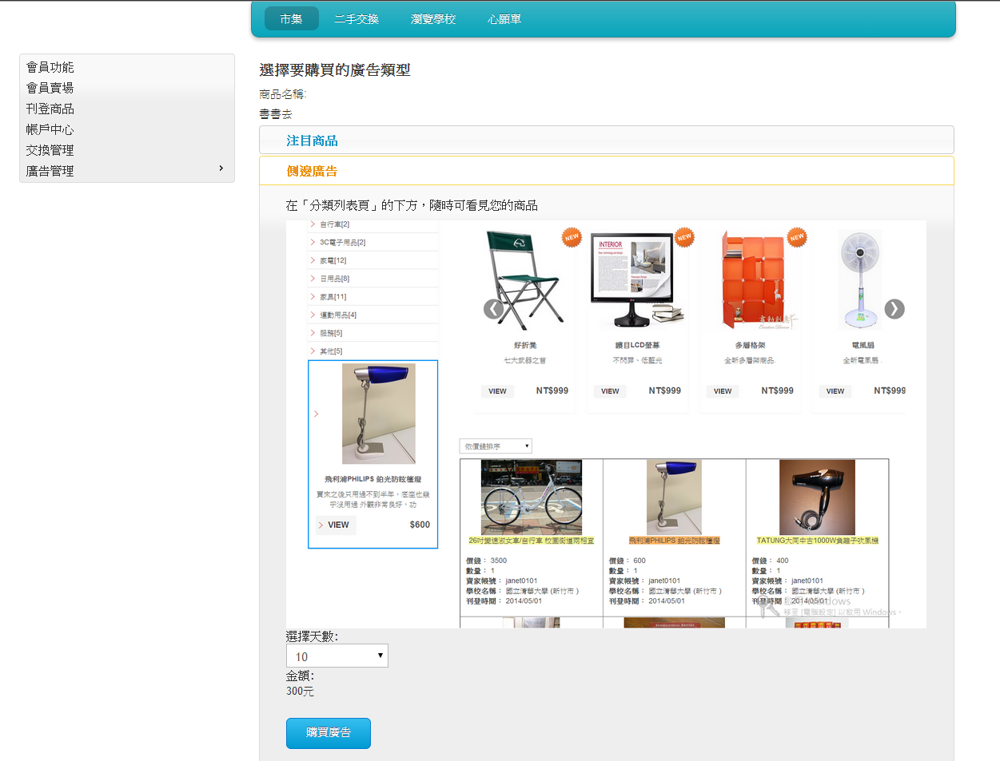 市集 二手交換 瀏覽學校 心願單
會員功能
會員賣場
刊登商品
帳戶中心
交換管理
廣告管理
選擇要購買的廣告類型
商品名稱:
書書去
注目商品
側邊廣告
在「分類列表頁」的下方，隨時可看見您的商品
自行車[2]
3C電子用品[2]
家電[12]
日用品[8]
家具[11]
運動用品[4]
服務[5]
其他[5]
飛利浦PHILIPS 鉑光防眩檯燈
買來之後只用過不到半年，底座也幾
乎沒用過 外觀非常良好，功
VIEW $600
NEW NEW NEW
INTERIOR
好折凳 護目LCD螢幕 多層格架 電風扇
七大武器之首 不閃屏、低藍光 全新多層架商品. 全新電風扇 .
VIEW NT$999 VIEW NT$999 VIEW NT$999 VIEW NT$999
依價錢排序
26吋變速淑女車/自行車 校園街道兩相宜 飛利浦PHILIPS 鉑光防眩檯燈 TATUNG大同中古1000W負離子吹風機
價錢： 3500 價錢： 600 價錢： 400
數量： 1 數量： 1 數量： 1
賣家帳號： janet0101 賣家帳號： janet0101 賣家帳號： janet0101
學校名稱： 國立清華大學 (新竹市 ) 學校名稱： 國立清華大學 (新竹市 ) 學校名稱： 國立清華大學 (新竹市 )
刊登時間： 2014/05/01 刊登時間： 2014/05/01 刊登時間： 2014/05/01
啟用 Windows
移至 [電腦設定] 以啟用 Windows。
選擇天數:
10
金額:
300元
購買廣告